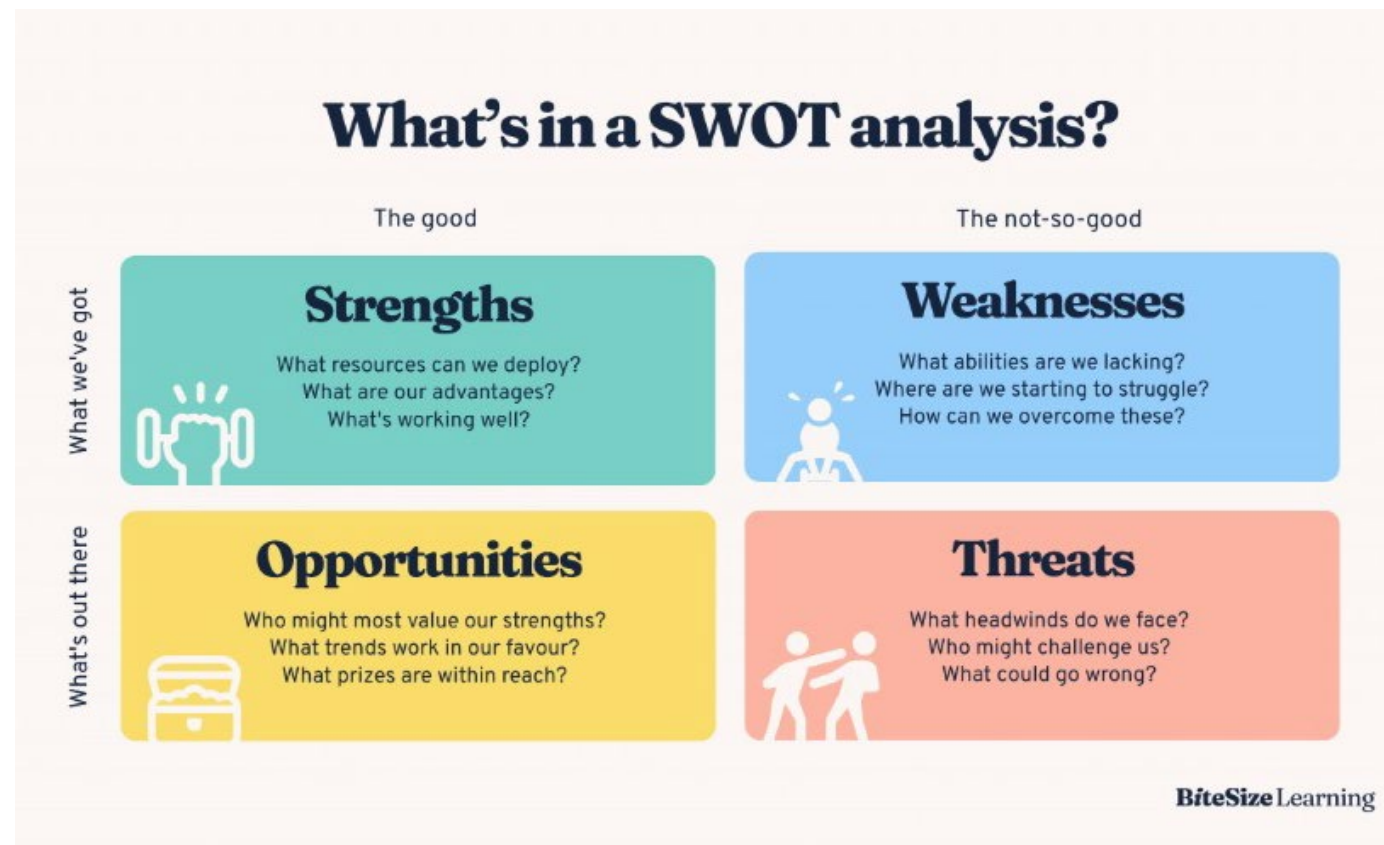 What's in a SWOT analysis?
The good
The not-so-good
What we've got
Strengths
What resources can we deploy?
What are our advantages?
What's working well?
Weaknesses
What abilities are we lacking?
Where are we starting to struggle?
How can we overcome these?
What's out there
Opportunities
Who might most value our strengths?
What trends work in our favour?
What prizes are within reach?
Threats
What headwinds do we face?
Who might challenge us?
What could go wrong?
BiteSize Learning